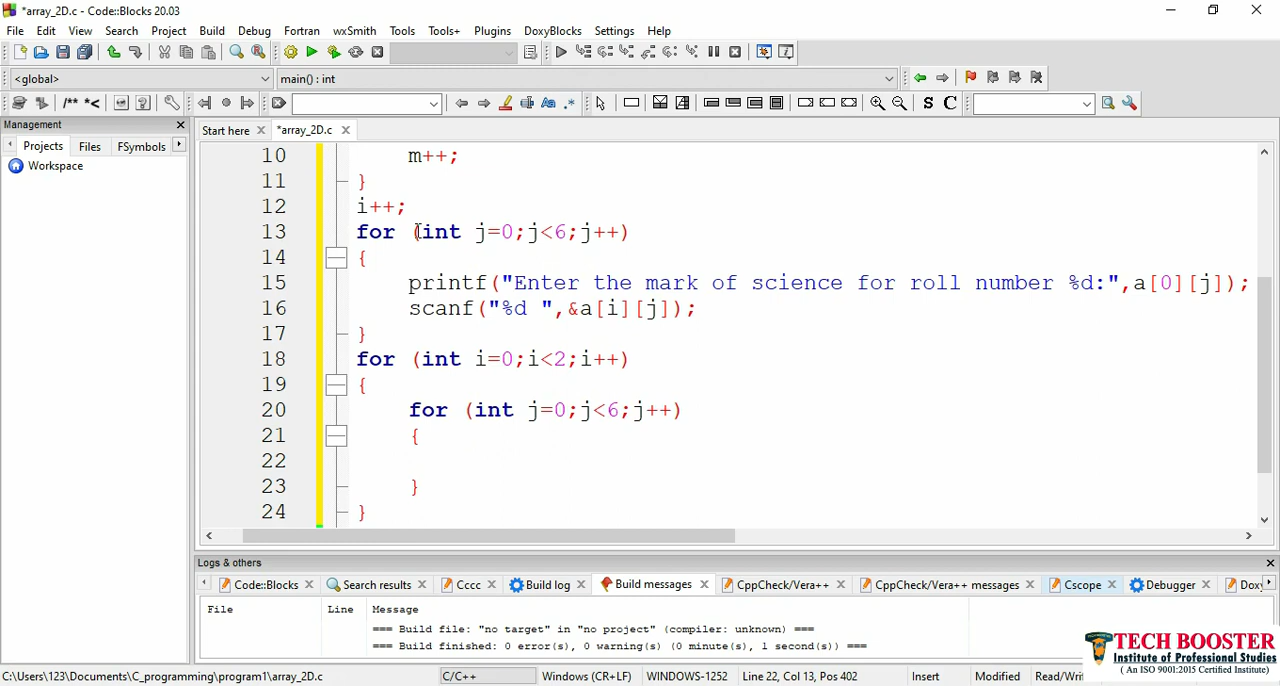 *array_2D.c - Code::Blocks 20.03
File Edit View Search Project Build Debug Fortran wxSmith Tools Tools+ Plugins DoxyBlocks Settings Help
<global> main() : int
/** *< Aa .* S C
Management
Projects Files FSymbols
Workspace
Start here *array_2D.c
10 m++;
11 }
12 i++;
13 for (int j=0;j<6;j++)
14 {
15 printf("Enter the mark of science for roll number %d:",a[0][j]);
16 scanf("%d ",&a[i][j]);
17 }
18 for (int i=0;i<2;i++)
19 {
20 for (int j=0;j<6;j++)
21 {
22
23 }
24 }
Logs & others
Code::Blocks Search results Cccc Build log Build messages CppCheck/Vera++ CppCheck/Vera++ messages Cscope Debugger Doxy
File Line Message
=== Build file: "no target" in "no project" (compiler: unknown) ===
=== Build finished: 0 error(s), 0 warning(s) (0 minute(s), 1 second(s)) ===
TECH BOOSTER
Institute of Professional Studies
( An ISO 9001:2015 Certified Institute)
C:\Users\123\Documents\C_programming\program1\array_2D.c C/C++ Windows (CR+LF) WINDOWS-1252 Line 22, Col 13, Pos 402 Insert Modified Read/Wri